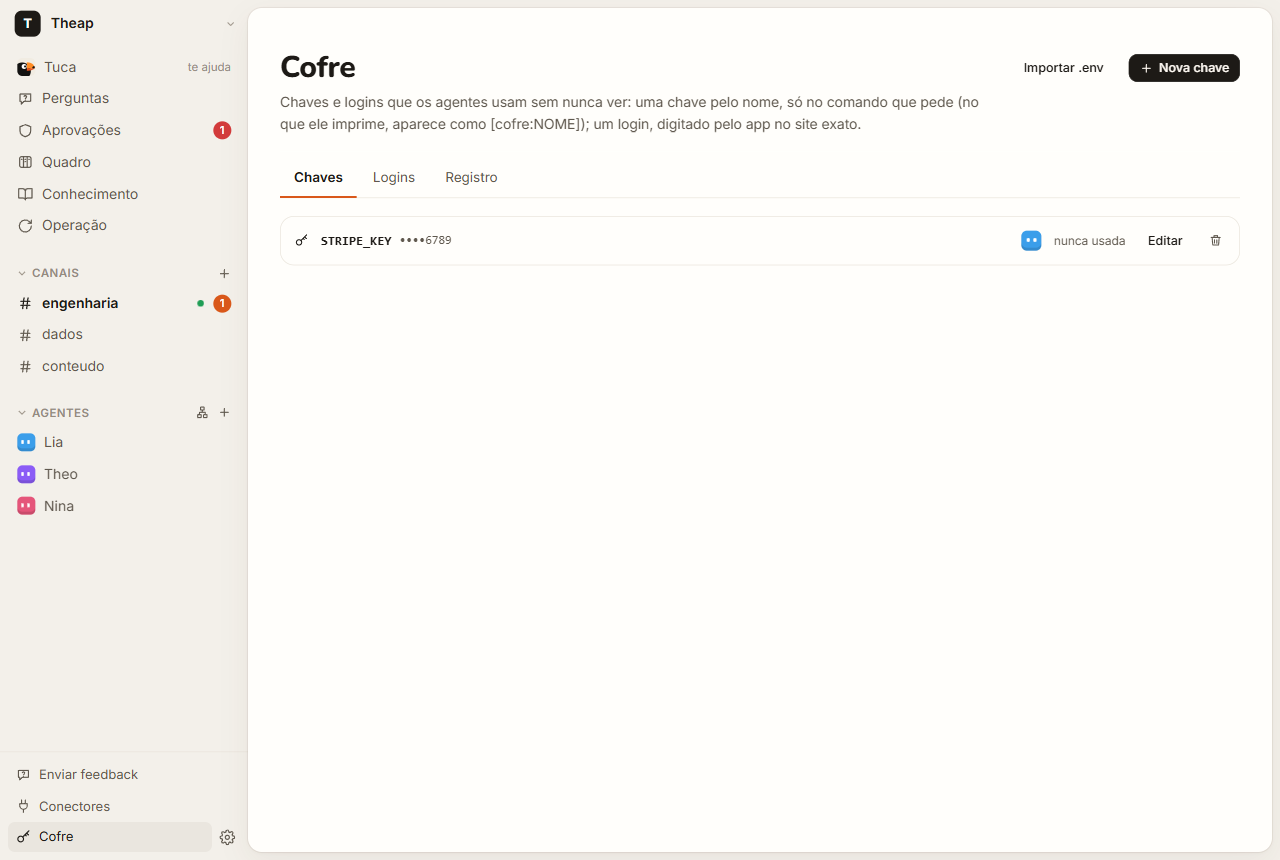 T Theap
Tuca te ajuda
Perguntas
Aprovações 1
Quadro
Conhecimento
Operação
CANAIS
# engenharia 1
# dados
# conteudo
AGENTES
Lia
Theo
Nina
Enviar feedback
Conectores
Cofre
Cofre
Importar .env
+ Nova chave
Chaves e logins que os agentes usam sem nunca ver: uma chave pelo nome, só no comando que pede (no
que ele imprime, aparece como [cofre:NOME]); um login, digitado pelo app no site exato.
Chaves Logins Registro
STRIPE_KEY ••••6789 nunca usada Editar